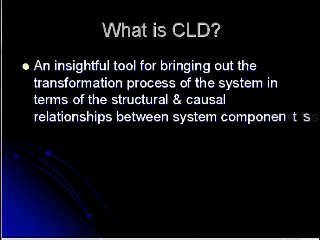 What is CLD?
An insightful tool for bringing out the
transformation process of the system in
terms of the structural & causal
relationships between system components